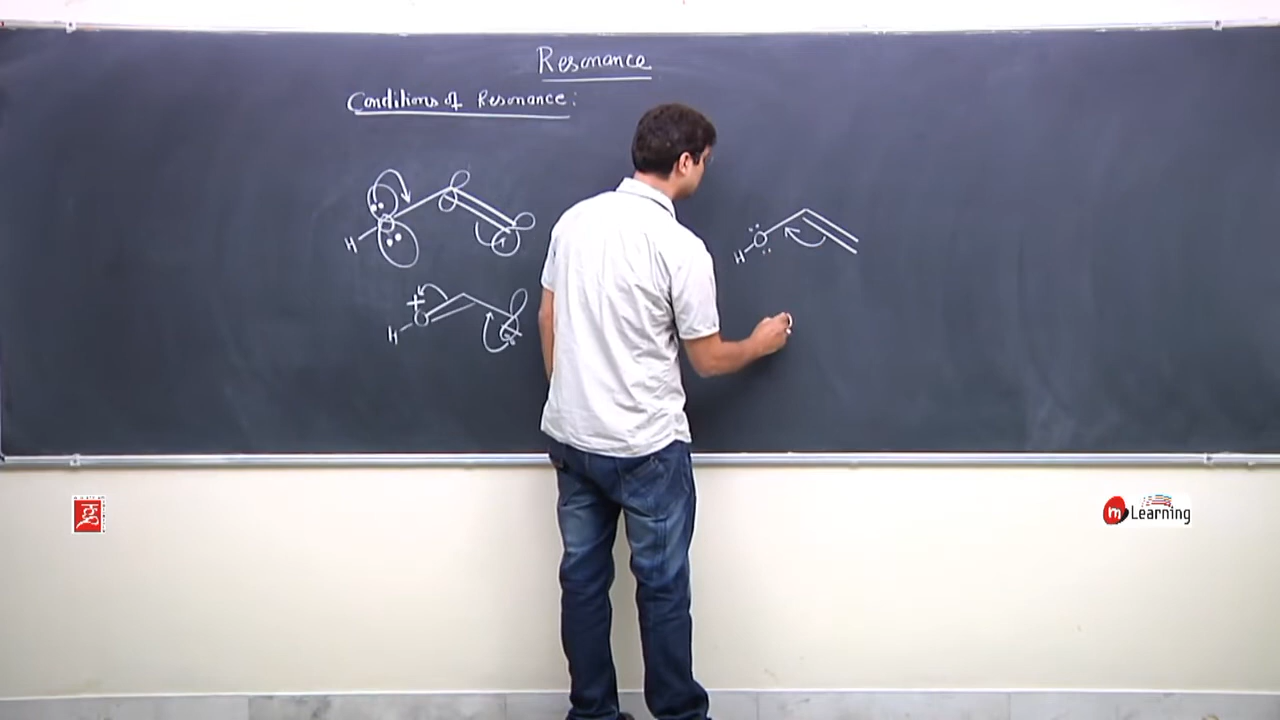 Resonance
Conditions of Resonance:
H O
H O
+
H O
m Learning